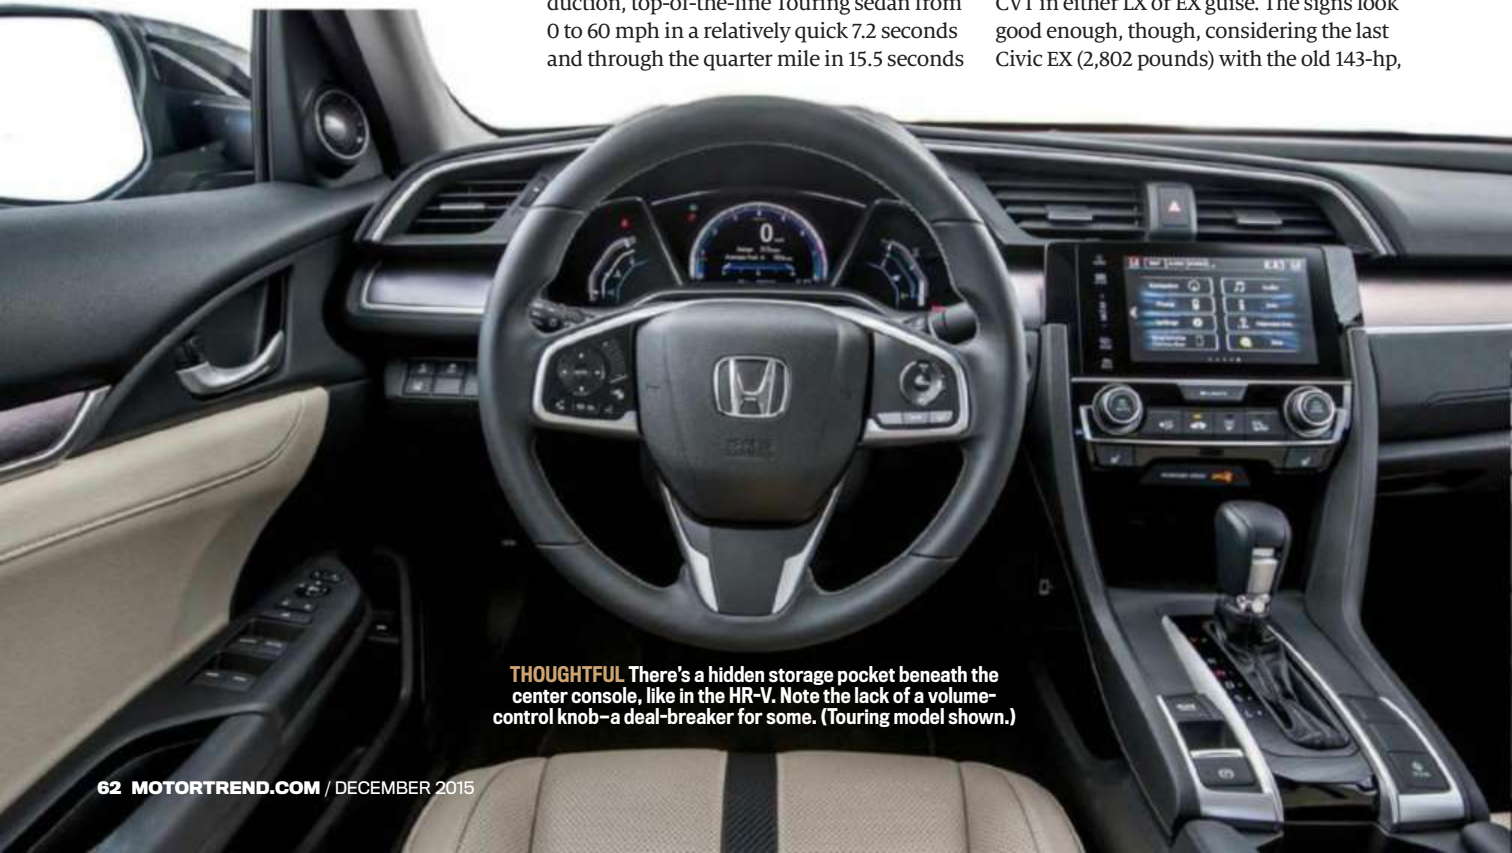 duction, top-of-the-line Touring sedan from
0 to 60 mph in a relatively quick 7.2 seconds
and through the quarter mile in 15.5 seconds
CVT in either LX or EX guise. The signs look
good enough, though, considering the last
Civic EX (2,802 pounds) with the old 143-hp,
0
THOUGHTFUL There's a hidden storage pocket beneath the
center console, like in the HR-V. Note the lack of a volume-
control knob—a deal-breaker for some. (Touring model shown.)
62 MOTORTREND.COM / DECEMBER 2015